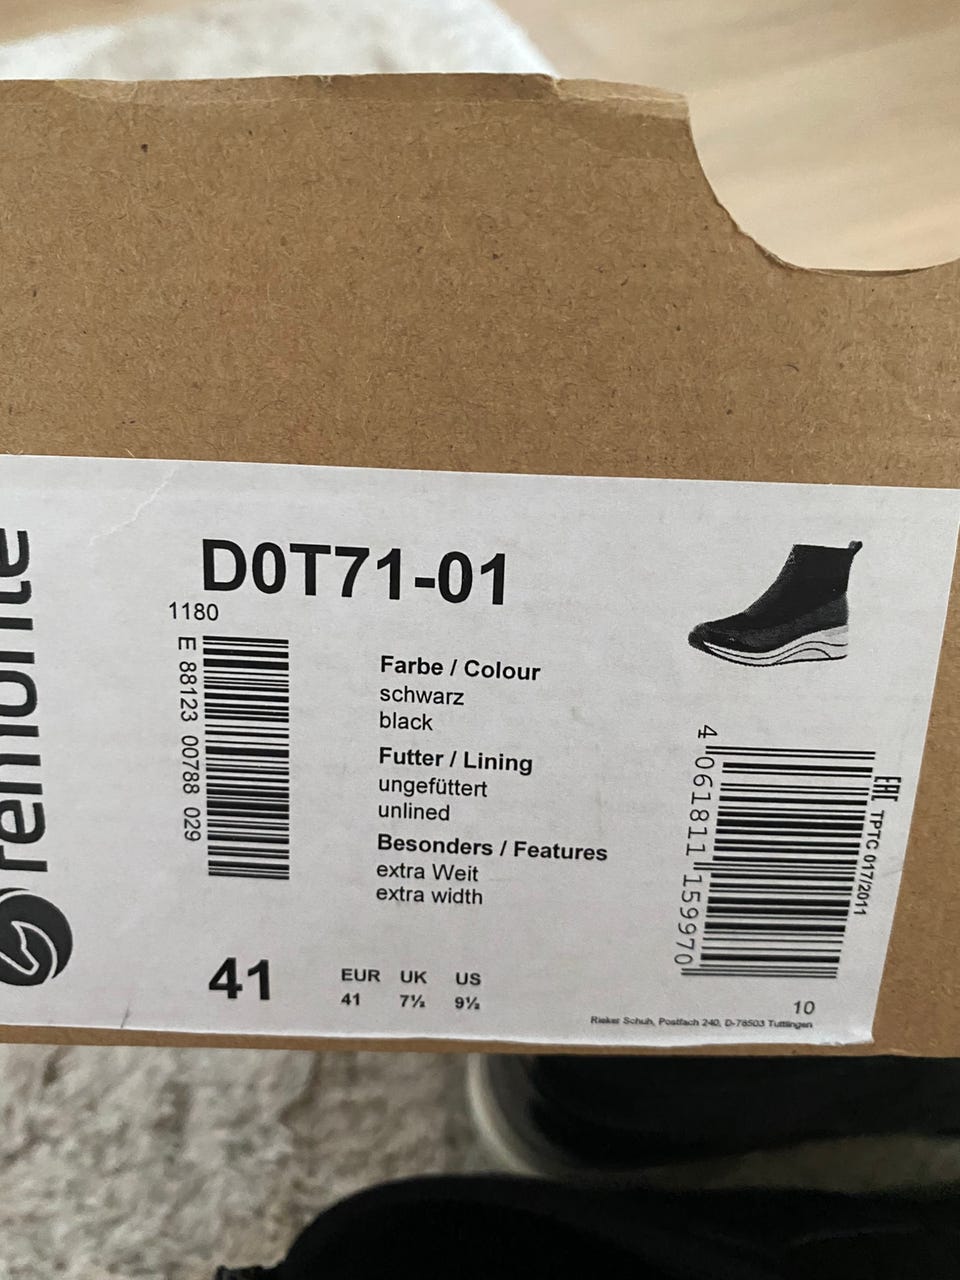 remonte
D0T71-01
1180
E 88123 00788 029
Farbe / Colour
schwarz
black
Futter / Lining
ungefüttert
unlined
Besonders / Features
extra Weit
extra width
41
EUR UK US
41 7½ 9½
4 061811 159970
EAC TPTC 017/2011
10
Rieker Schuh, Postfach 240, D-78503 Tuttlingen